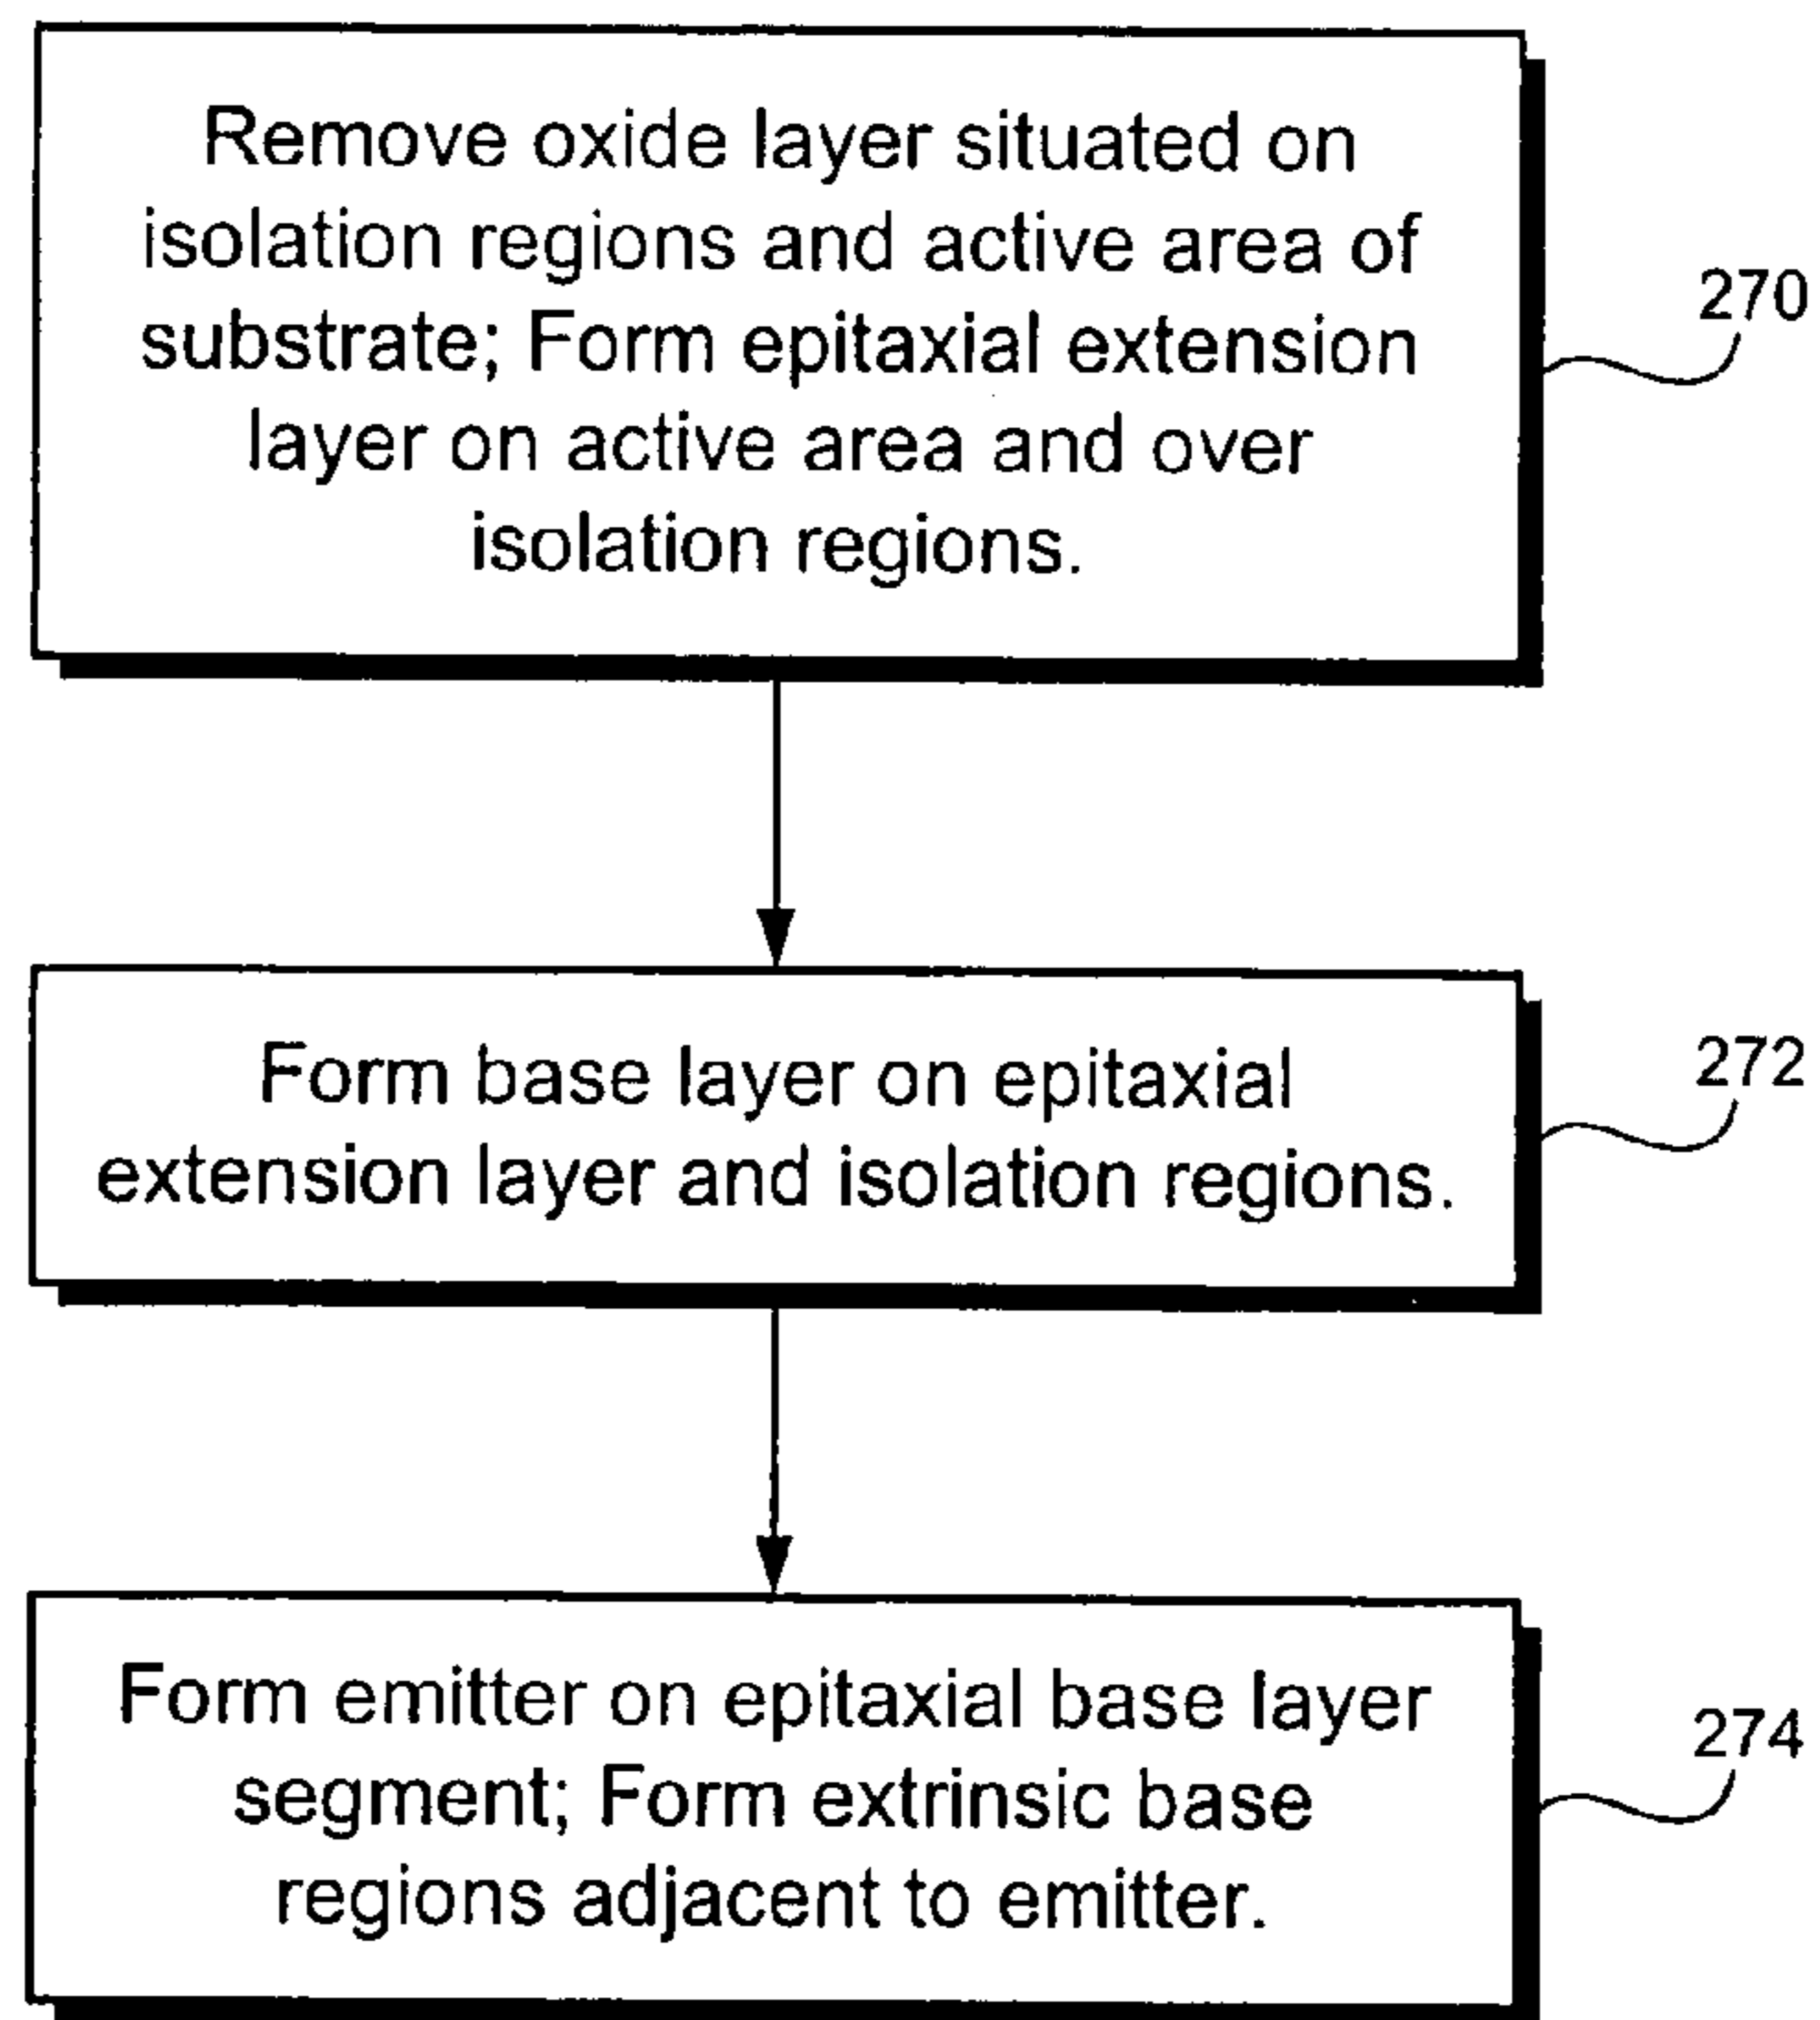 Remove oxide layer situated on
isolation regions and active area of
substrate; Form epitaxial extension
layer on active area and over
isolation regions.
270
Form base layer on epitaxial
extension layer and isolation regions.
272
Form emitter on epitaxial base layer
segment; Form extrinsic base
regions adjacent to emitter.
274